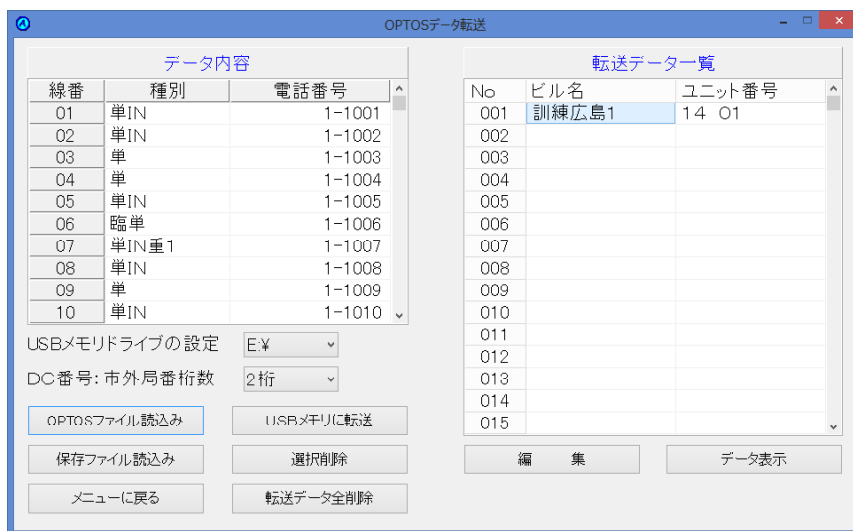 OPTOSデータ転送
データ内容
線番 種別 電話番号
01 単IN 1-1001
02 単IN 1-1002
03 単 1-1003
04 単 1-1004
05 単IN 1-1005
06 臨単 1-1006
07 単IN重1 1-1007
08 単IN 1-1008
09 単 1-1009
10 単IN 1-1010
USBメモリドライブの設定 E:¥
DC番号:市外局番桁数 2桁
OPTOSファイル読込み USBメモリに転送
保存ファイル読込み 選択削除
メニューに戻る 転送データ全削除
転送データ一覧
No ビル名 ユニット番号
001 訓練広島1 14 01
002
003
004
005
006
007
008
009
010
011
012
013
014
015
編 集 データ表示